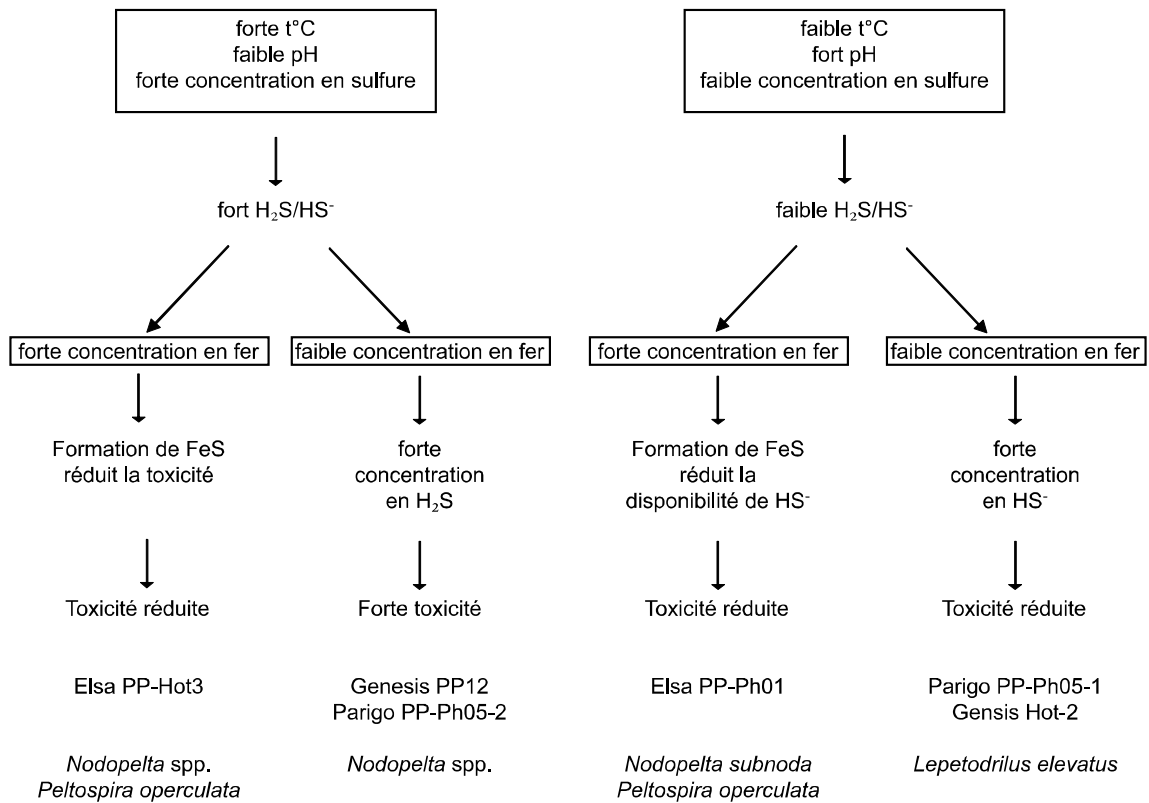 forte t°C
faible pH
forte concentration en sulfure
fort H₂S/HS⁻
forte concentration en fer
Formation de FeS
réduit la toxicité
Toxicité réduite
Elsa PP-Hot3
Nodopelta spp.
Peltospira operculata
faible concentration en fer
forte
concentration
en H₂S
Forte toxicité
Genesis PP12
Parigo PP-Ph05-2
Nodopelta spp.
faible t°C
fort pH
faible concentration en sulfure
faible H₂S/HS⁻
forte concentration en fer
Formation de FeS
réduit la
disponibilité de HS⁻
Toxicité réduite
Elsa PP-Ph01
Nodopelta subnoda
Peltospira operculata
faible concentration en fer
forte
concentration
en HS⁻
Toxicité réduite
Parigo PP-Ph05-1
Gensis Hot-2
Lepetodrilus elevatus